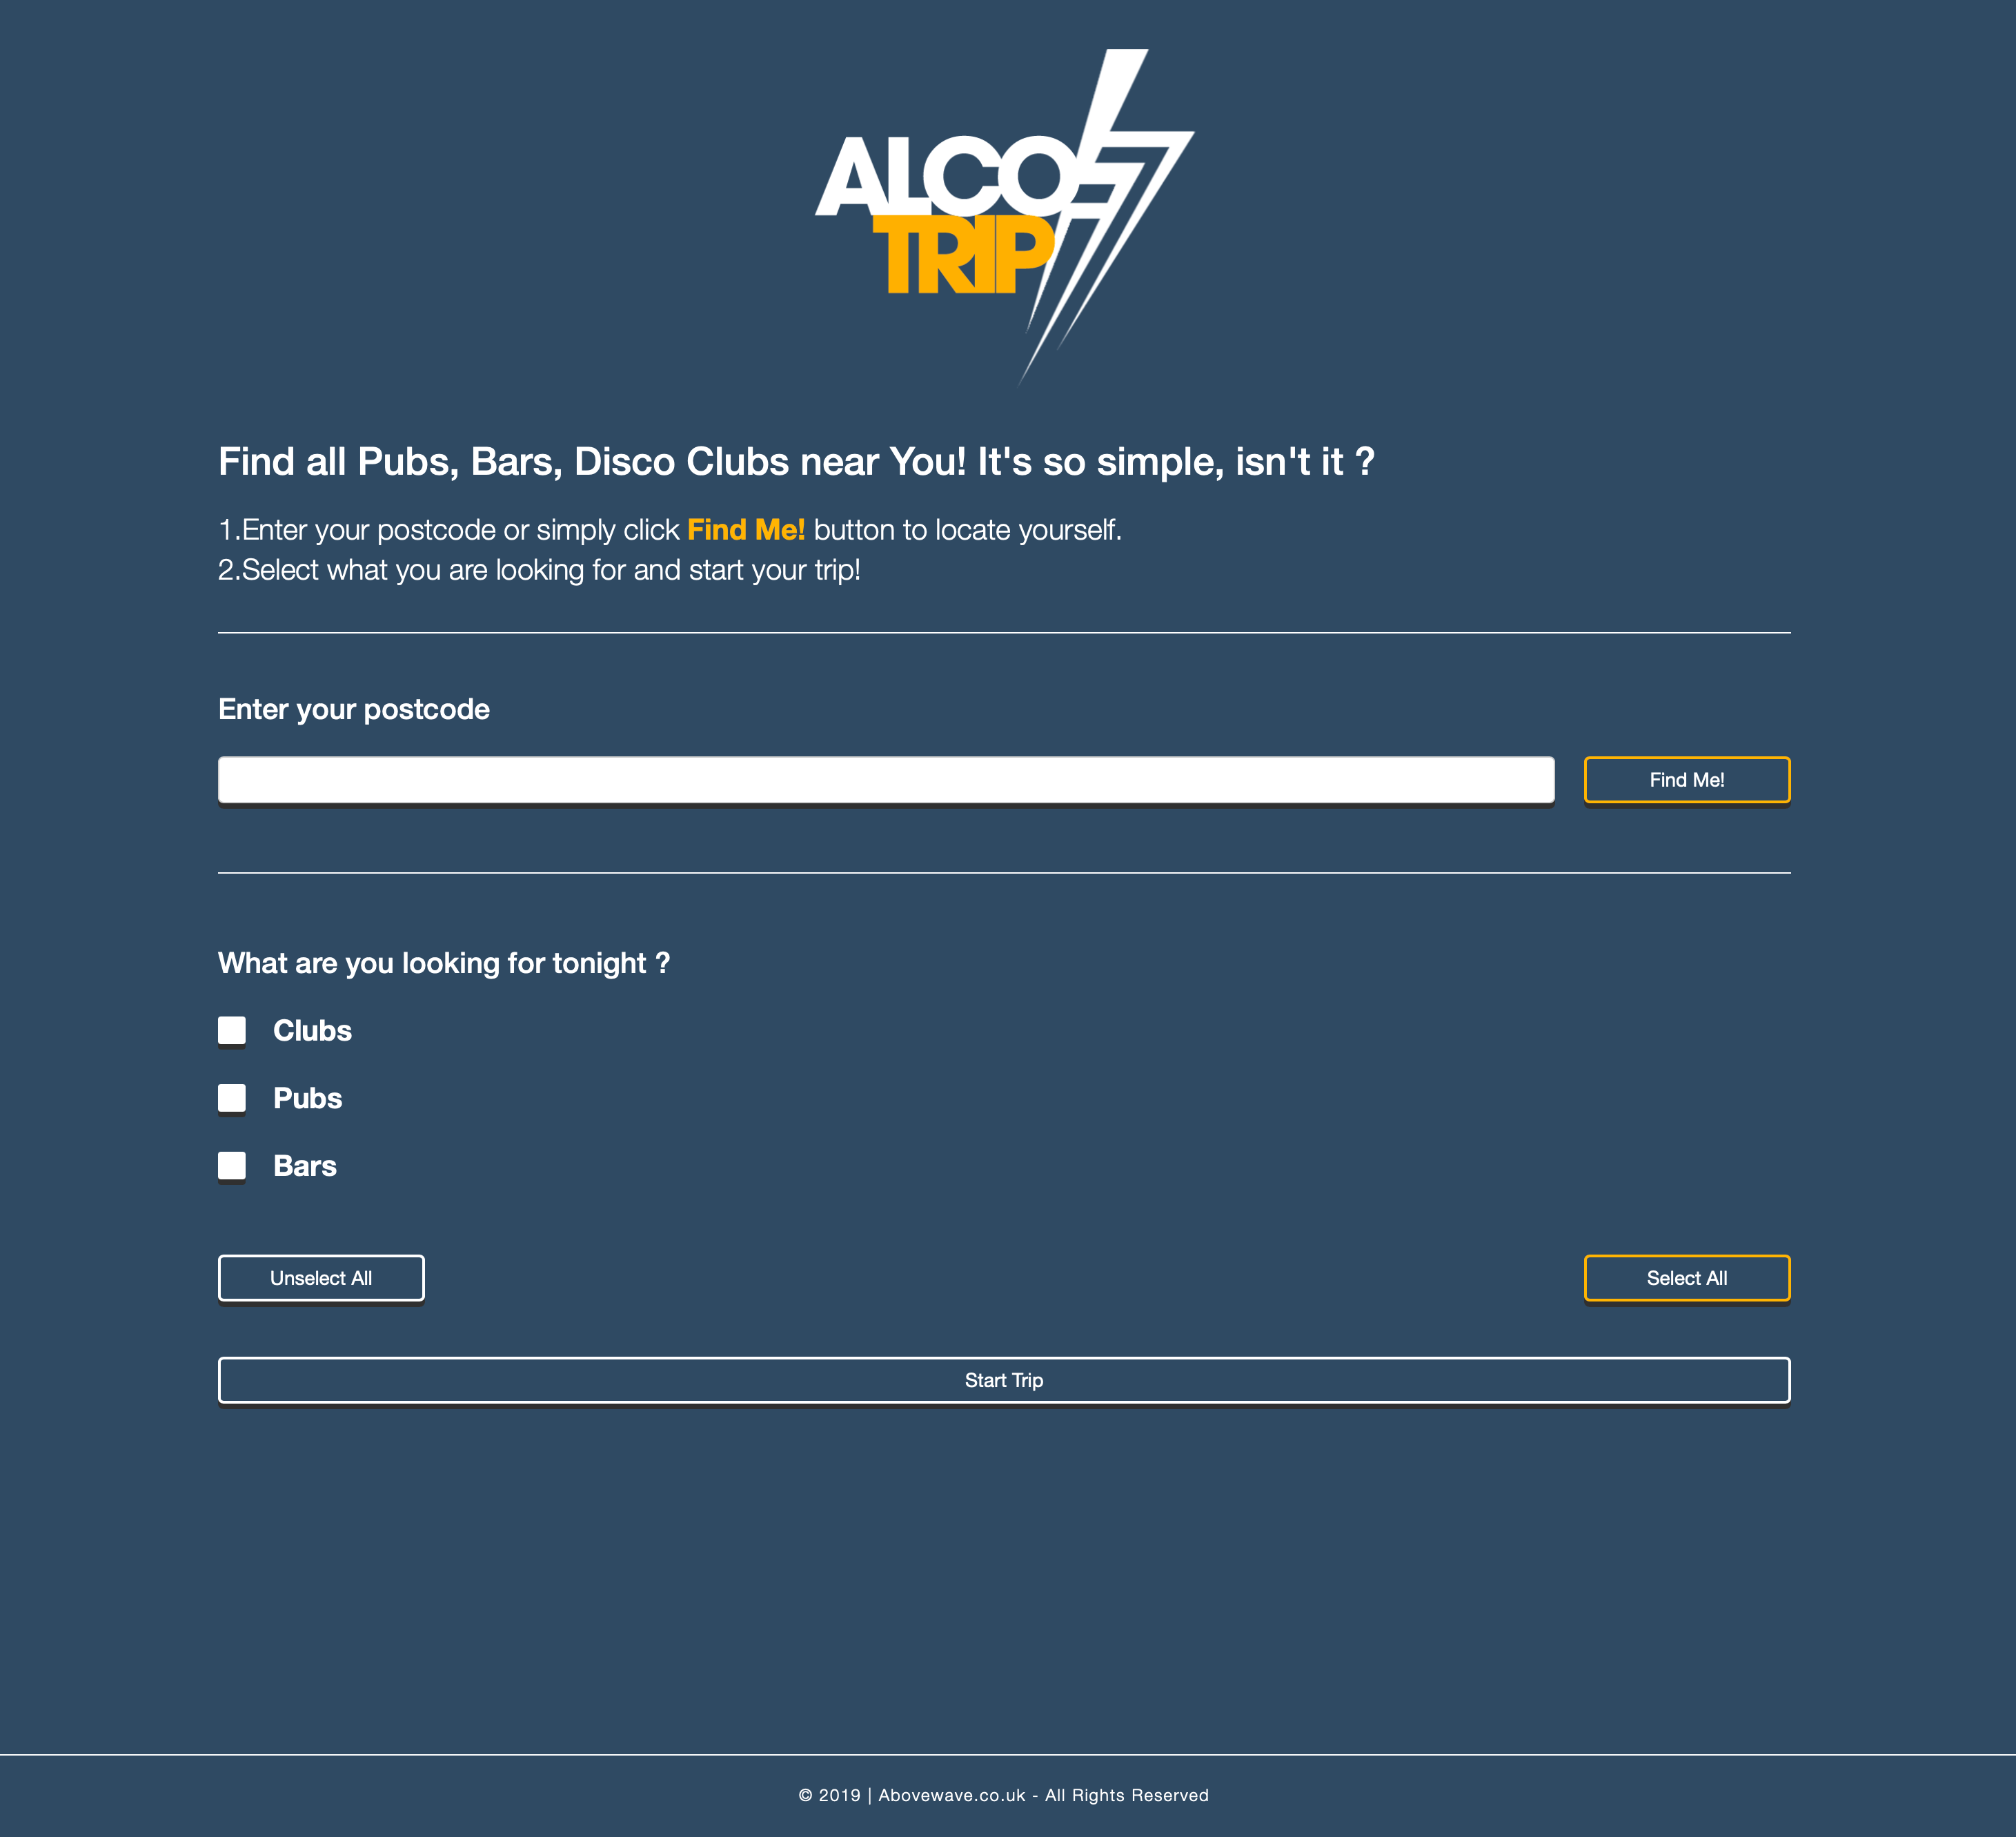 ALCO
TRIP
Find all Pubs, Bars, Disco Clubs near You! It's so simple, isn't it ?
1.Enter your postcode or simply click Find Me! button to locate yourself.
2.Select what you are looking for and start your trip!
Enter your postcode
Find Me!
What are you looking for tonight ?
Clubs
Pubs
Bars
Unselect All
Select All
Start Trip
© 2019 | Abovewave.co.uk - All Rights Reserved